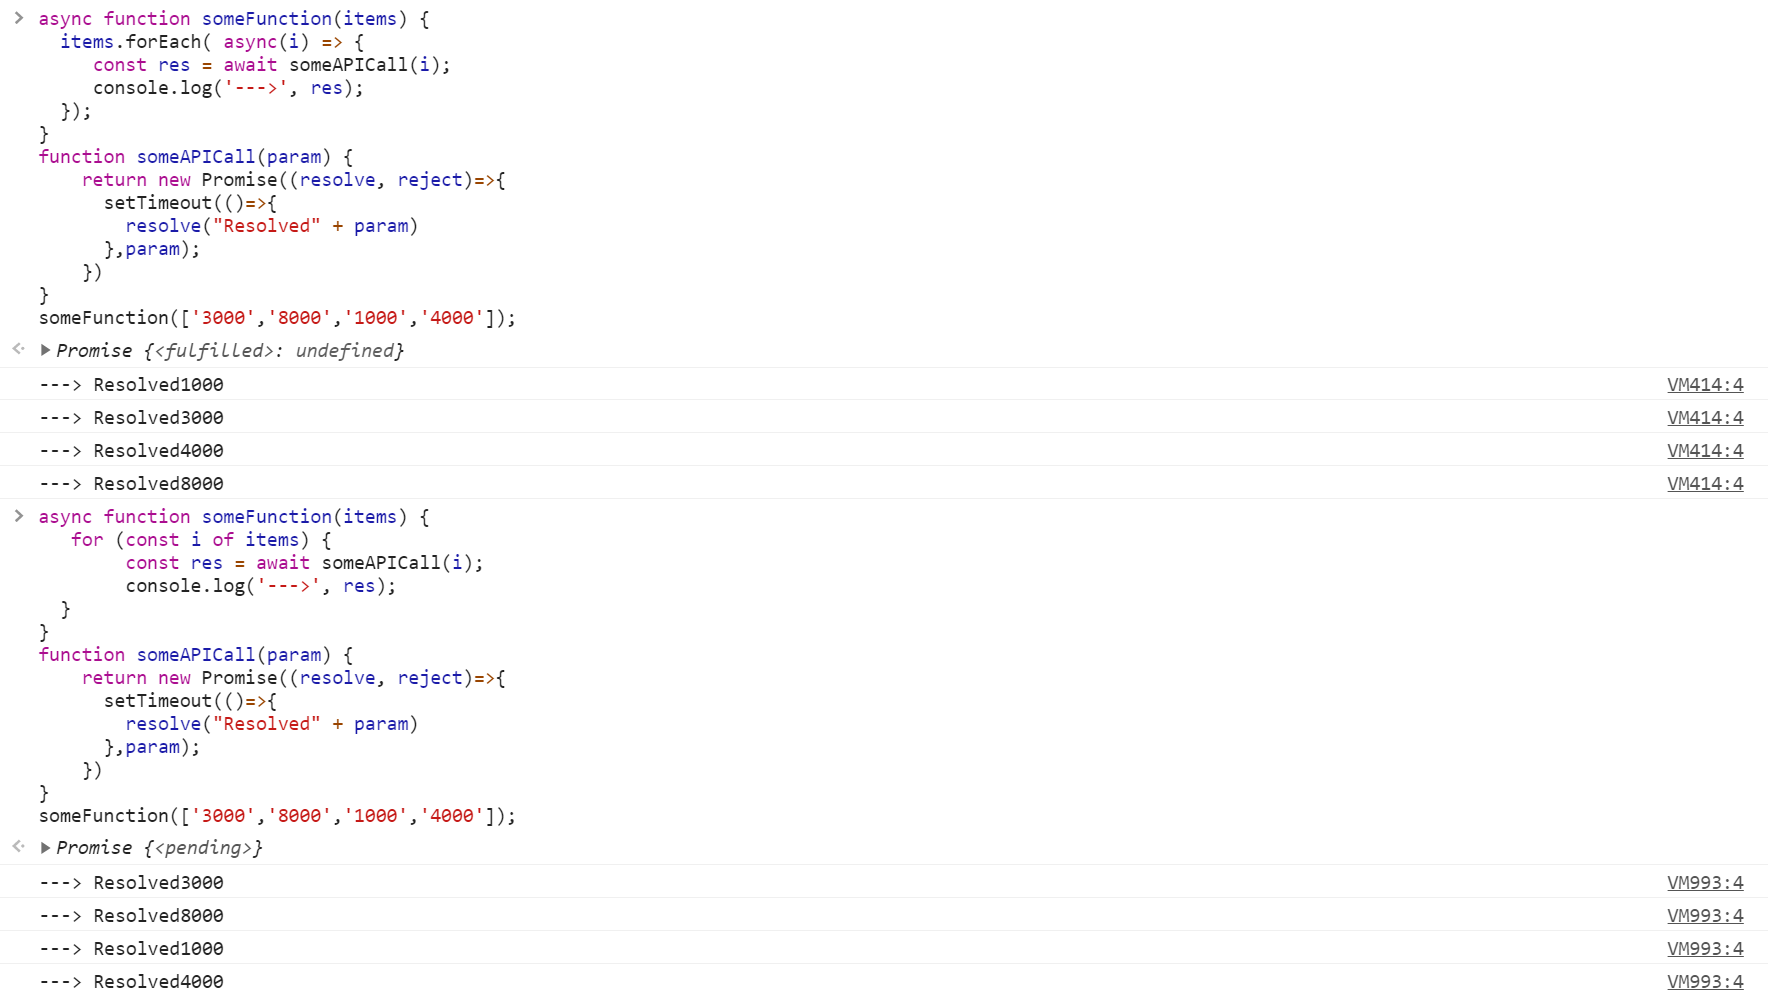 > async function someFunction(items) {
  items.forEach( async(i) => {
     const res = await someAPICall(i);
     console.log('--->', res);
  });
}
function someAPICall(param) {
    return new Promise((resolve, reject)=>{
      setTimeout(()=>{
        resolve("Resolved" + param)
      },param);
    })
}
someFunction(['3000','8000','1000','4000']);
Promise {<fulfilled>: undefined}
---> Resolved1000 VM414:4
---> Resolved3000 VM414:4
---> Resolved4000 VM414:4
---> Resolved8000 VM414:4
> async function someFunction(items) {
   for (const i of items) {
        const res = await someAPICall(i);
        console.log('--->', res);
  }
}
function someAPICall(param) {
    return new Promise((resolve, reject)=>{
      setTimeout(()=>{
        resolve("Resolved" + param)
      },param);
    })
}
someFunction(['3000','8000','1000','4000']);
Promise {<pending>}
---> Resolved3000 VM993:4
---> Resolved8000 VM993:4
---> Resolved1000 VM993:4
---> Resolved4000 VM993:4